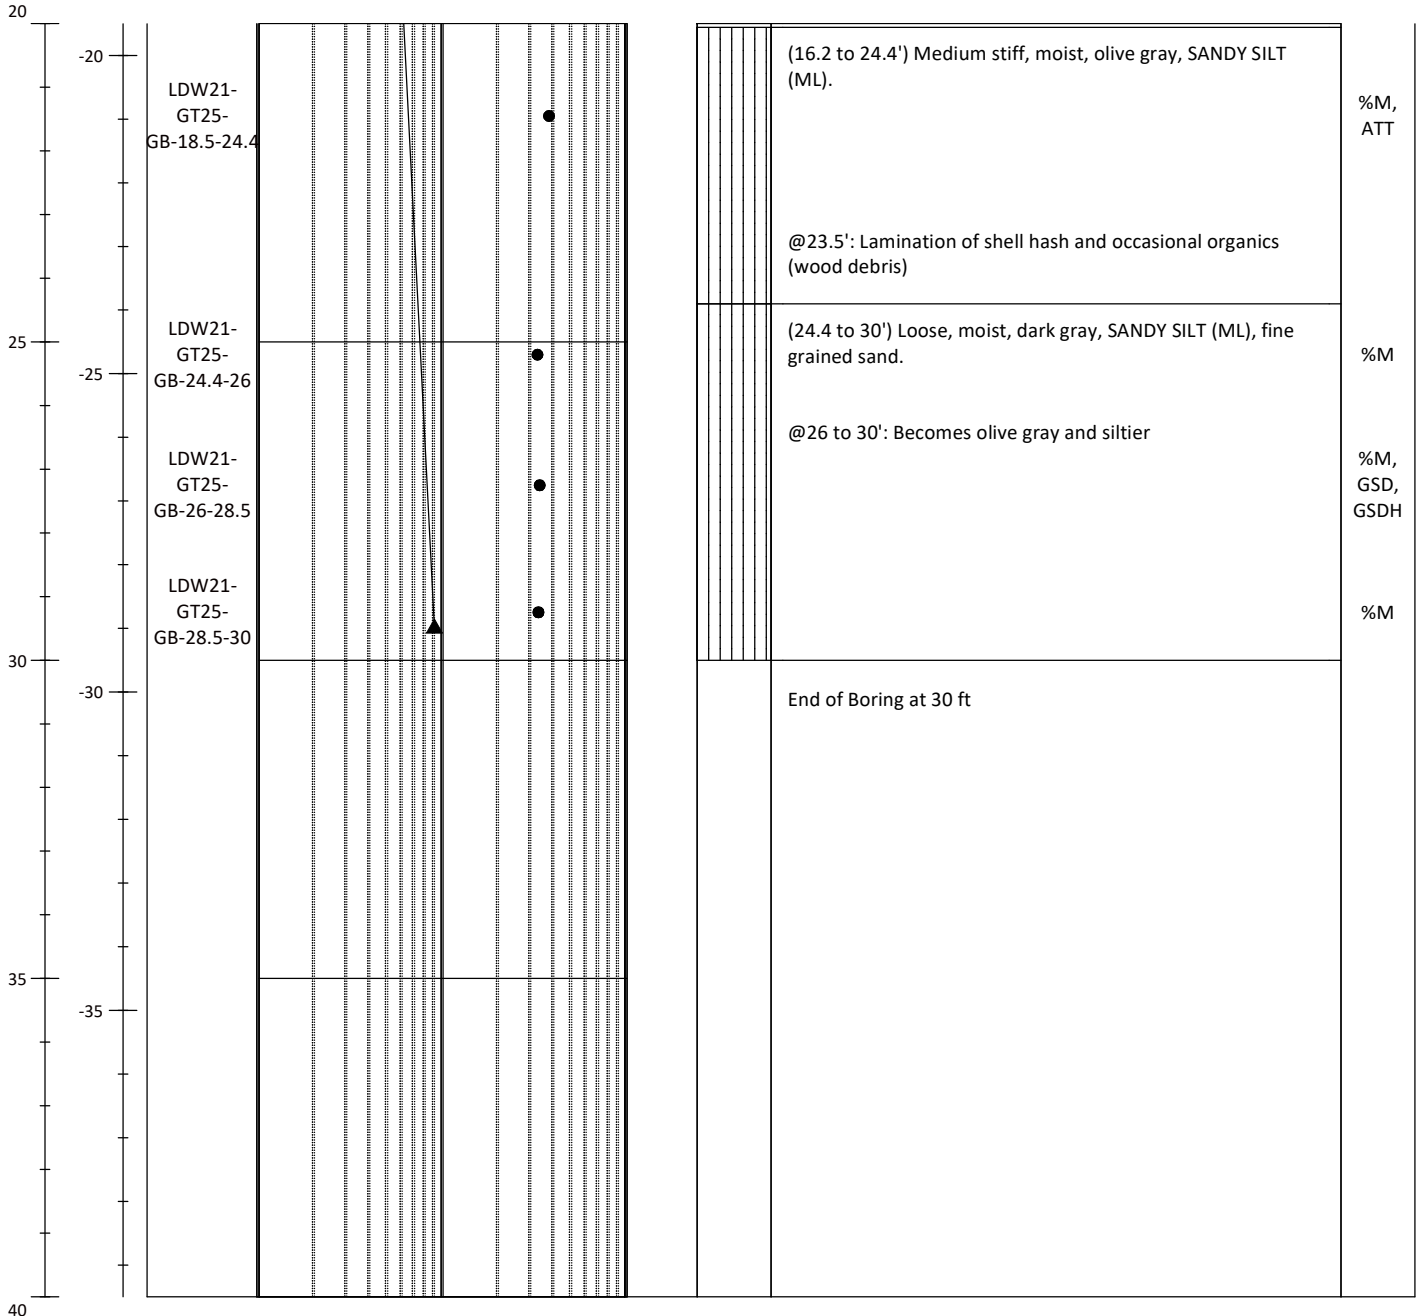 20
-20
LDW21-
GT25-
GB-18.5-24.4
(16.2 to 24.4') Medium stiff, moist, olive gray, SANDY SILT
(ML).
%M,
ATT
@23.5': Lamination of shell hash and occasional organics
(wood debris)
25
-25
LDW21-
GT25-
GB-24.4-26
(24.4 to 30') Loose, moist, dark gray, SANDY SILT (ML), fine
grained sand.
%M
@26 to 30': Becomes olive gray and siltier
LDW21-
GT25-
GB-26-28.5
%M,
GSD,
GSDH
LDW21-
GT25-
GB-28.5-30
%M
30
-30
End of Boring at 30 ft
35
-35
40